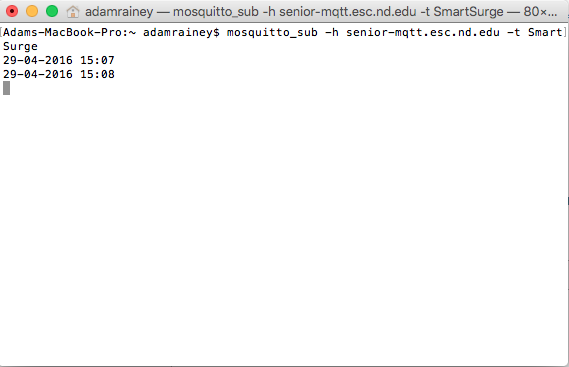 adamrainey — mosquitto_sub -h senior-mqtt.esc.nd.edu -t SmartSurge — 80×...
[Adams-MacBook-Pro:~ adamrainey$ mosquitto_sub -h senior-mqtt.esc.nd.edu -t Smart]
Surge
29-04-2016 15:07
29-04-2016 15:08